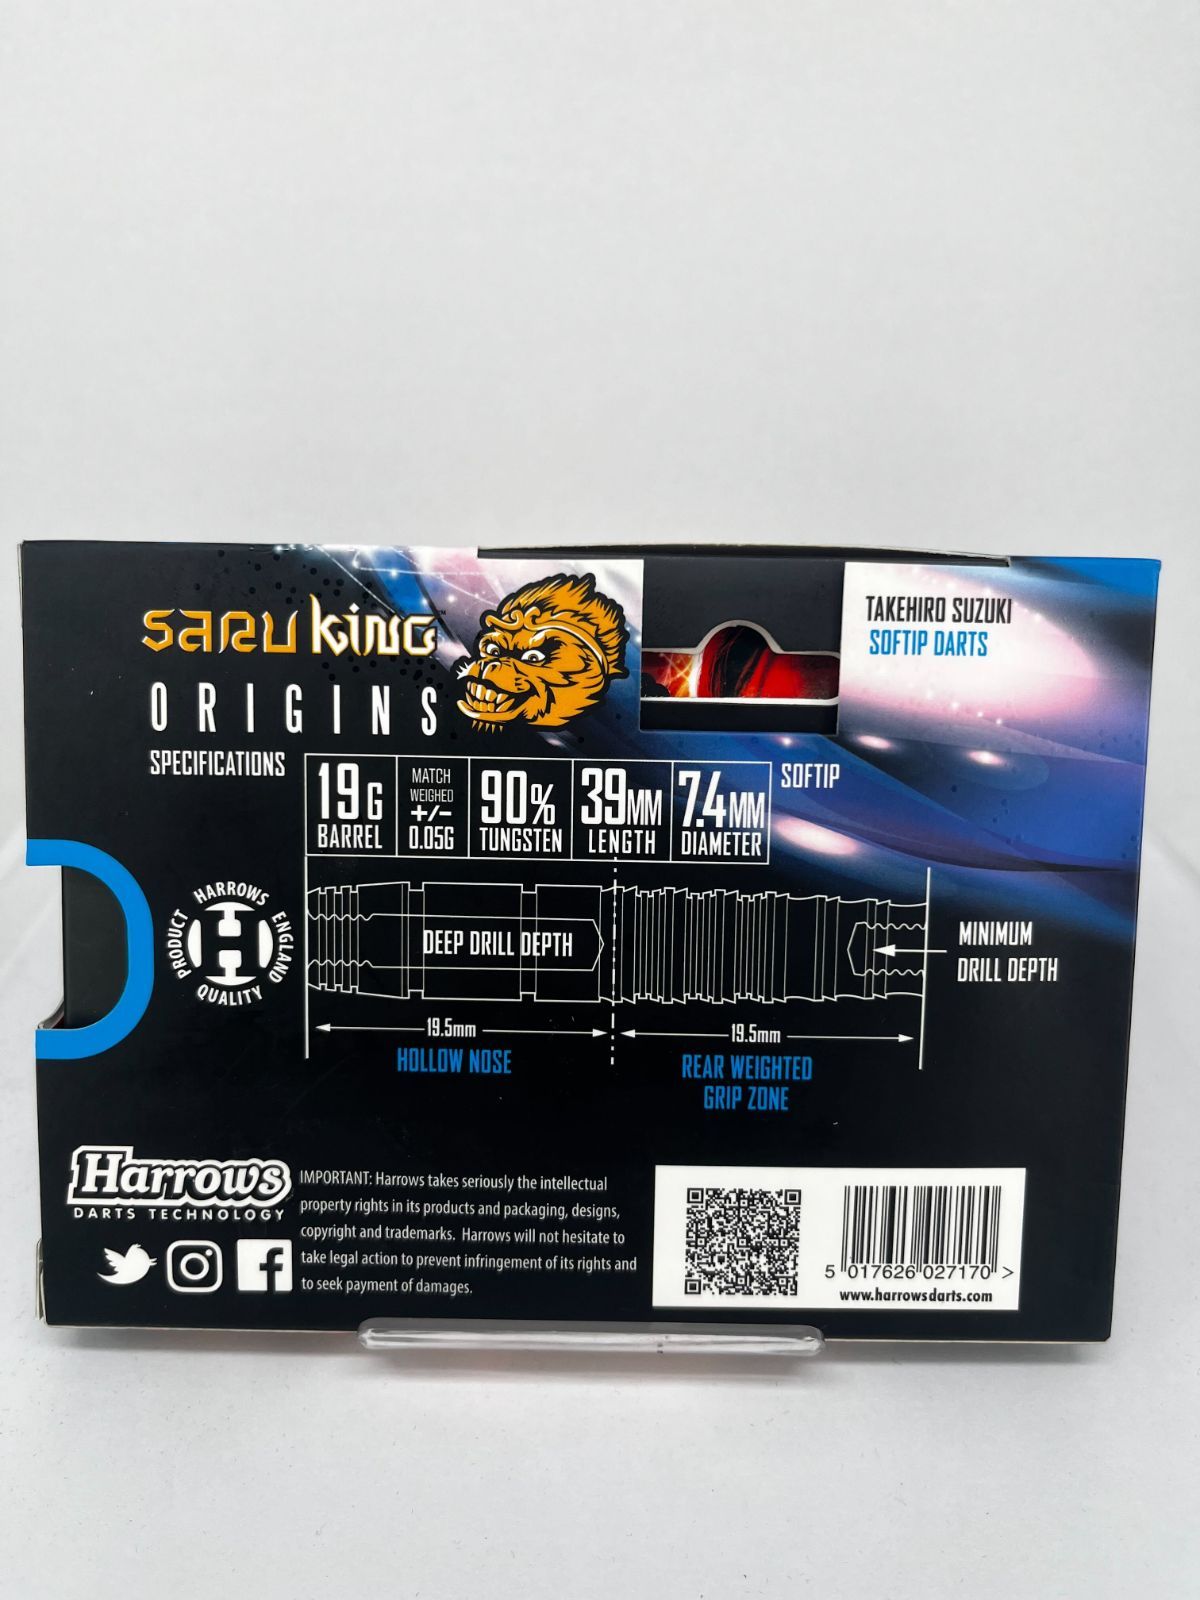 SARU KING™
ORIGINS
TAKEHIRO SUZUKI
SOFTIP DARTS
SPECIFICATIONS
19G
BARREL
MATCH
WEIGHED
+/-
0.05G
90%
TUNGSTEN
39MM
LENGTH
7.4MM
DIAMETER
SOFTIP
HARROWS
ENGLAND
QUALITY
PRODUCT
H
DEEP DRILL DEPTH
MINIMUM
DRILL DEPTH
19.5mm
HOLLOW NOSE
19.5mm
REAR WEIGHTED
GRIP ZONE
Harrows
DARTS TECHNOLOGY
IMPORTANT: Harrows takes seriously the intellectual
property rights in its products and packaging, designs,
copyright and trademarks. Harrows will not hesitate to
take legal action to prevent infringement of its rights and
to seek payment of damages.
5 017626 027170 >
www.harrowsdarts.com